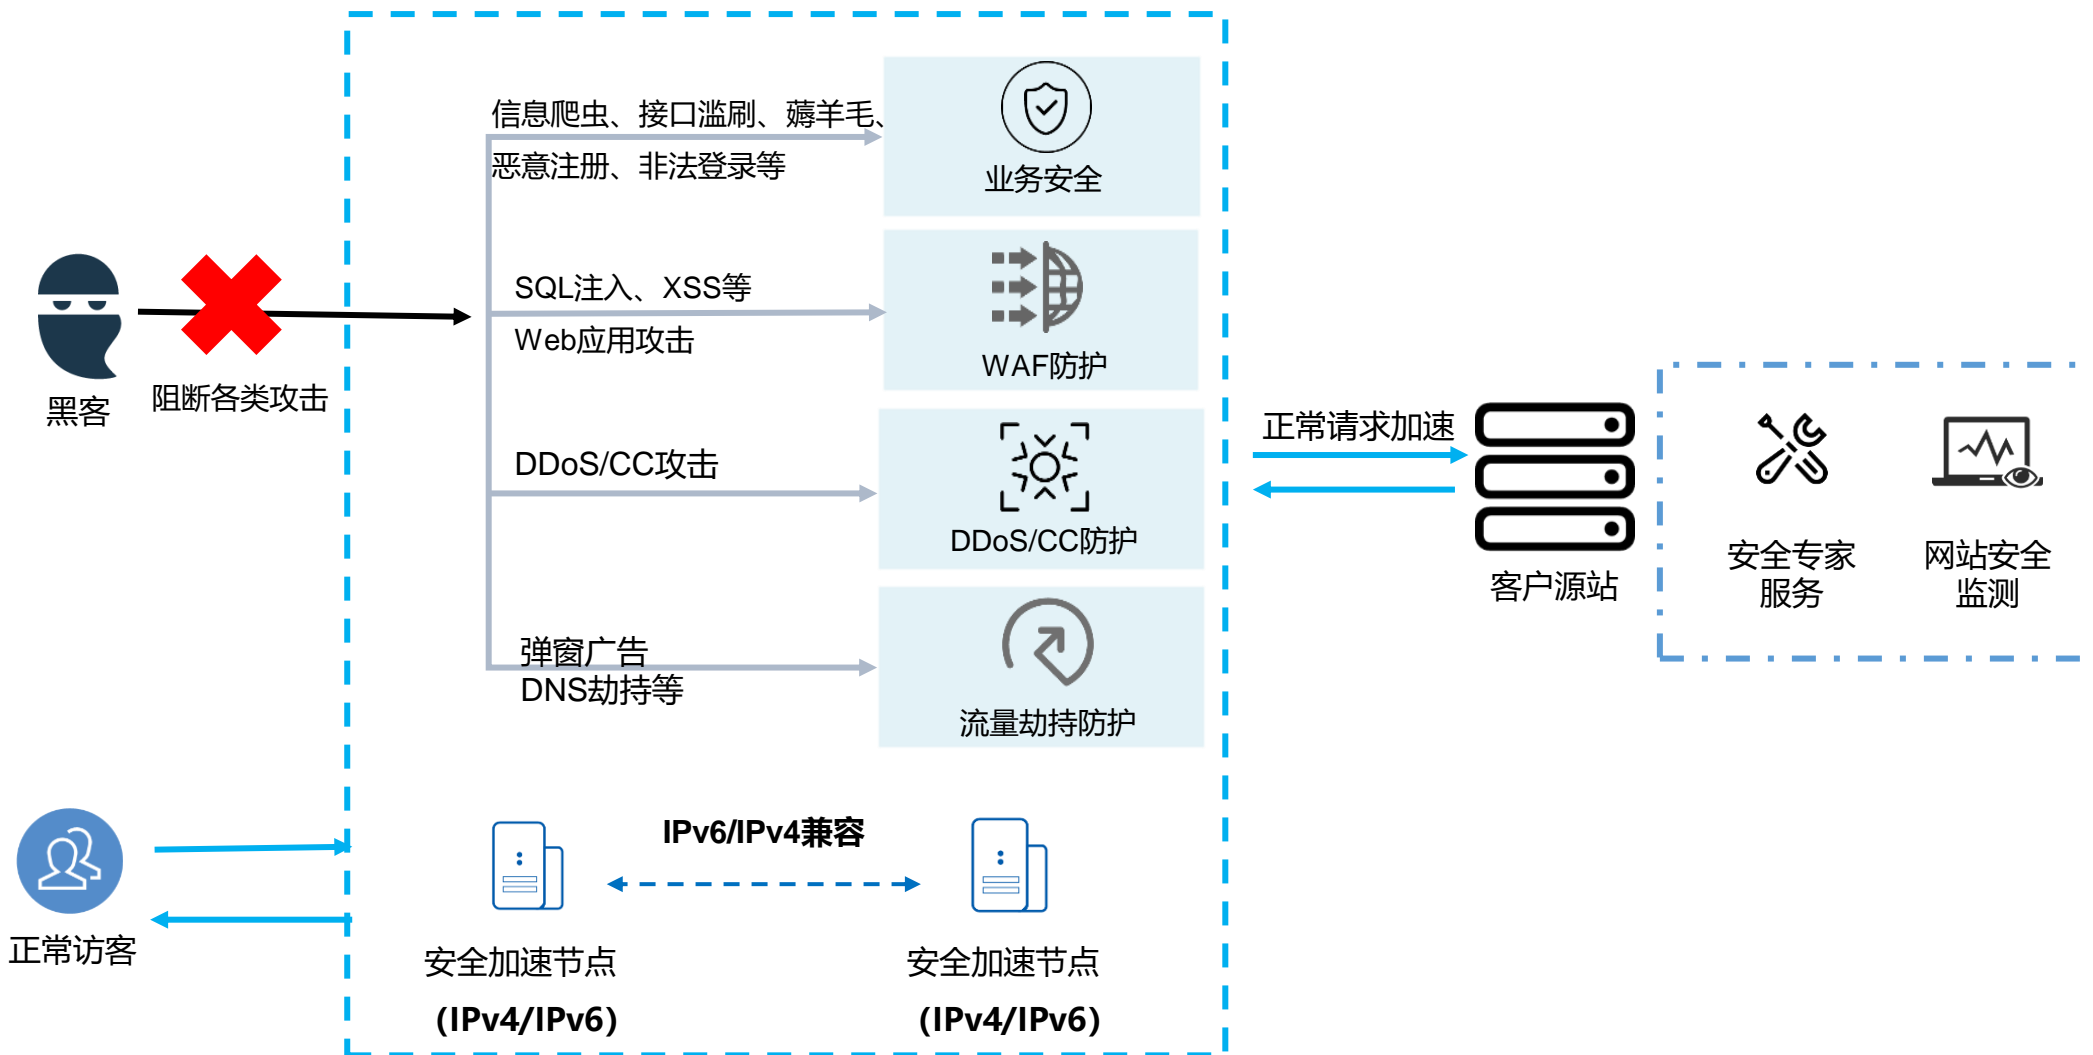 信息爬虫、接口滥刷、薅羊毛、
恶意注册、非法登录等
业务安全
SQL注入、XSS等
Web应用攻击
WAF防护
黑客
阻断各类攻击
DDoS/CC攻击
DDoS/CC防护
正常请求加速
客户源站
安全专家
服务
网站安全
监测
弹窗广告
DNS劫持等
流量劫持防护
IPv6/IPv4兼容
正常访客
安全加速节点
(IPv4/IPv6)
安全加速节点
(IPv4/IPv6)